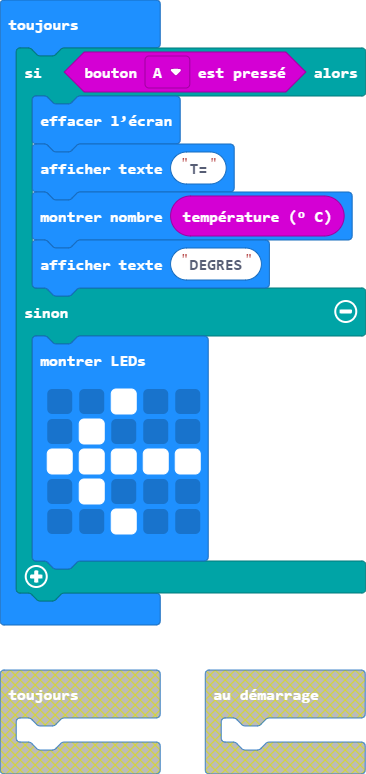 toujours
si bouton A est pressé alors
effacer l'écran
afficher texte "T="
montrer nombre température (º C)
afficher texte "DEGRES"
sinon
montrer LEDs
toujours
au démarrage